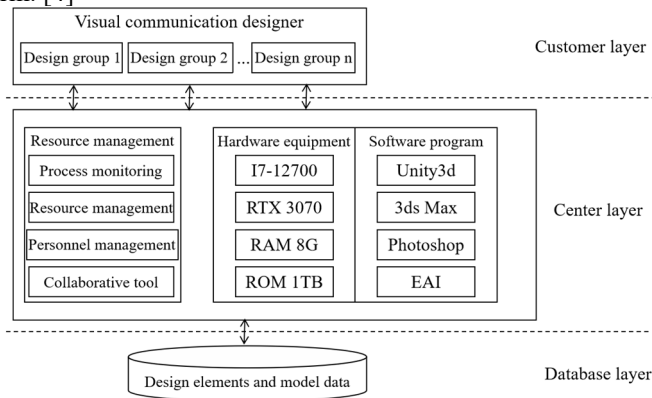 Visual communication designer
Design group 1 Design group 2 ... Design group n
Customer layer
Resource management
Process monitoring
Resource management
Personnel management
Collaborative tool
Hardware equipment
I7-12700
RTX 3070
RAM 8G
ROM 1TB
Software program
Unity3d
3ds Max
Photoshop
EAI
Center layer
Design elements and model data
Database layer